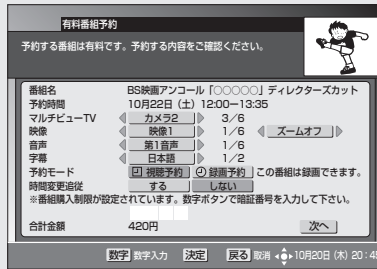 有料番組予約
予約する番組は有料です。予約する内容をご確認ください。
番組名 BS映画アンコール「○○○○○」ディレクターズカット
予約時間 10月22日（土）12:00ー13:35
マルチビューTV カメラ2 3／6
映像 映像1 1／6 ズームオフ
音声 第1音声 1／6
字幕 日本語 1／2
予約モード 視聴予約 録画予約 この番組は録画できます。
時間変更追従 する しない
※番組購入制限が設定されています。数字ボタンで暗証番号を入力して下さい。
合計金額 420円 次へ
数字 数字入力 決定 戻る 取消 10月20日（木）20：45